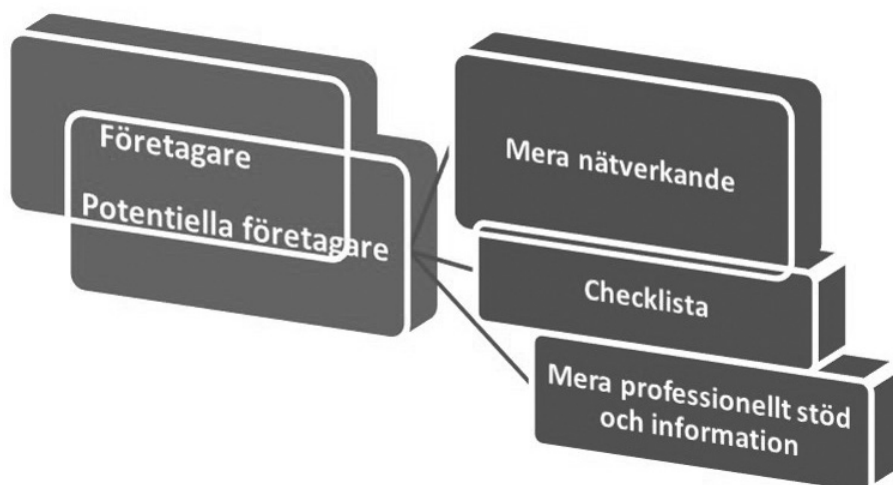 Företagare
Potentiella företagare
Mera nätverkande
Checklista
Mera professionellt stöd
och information